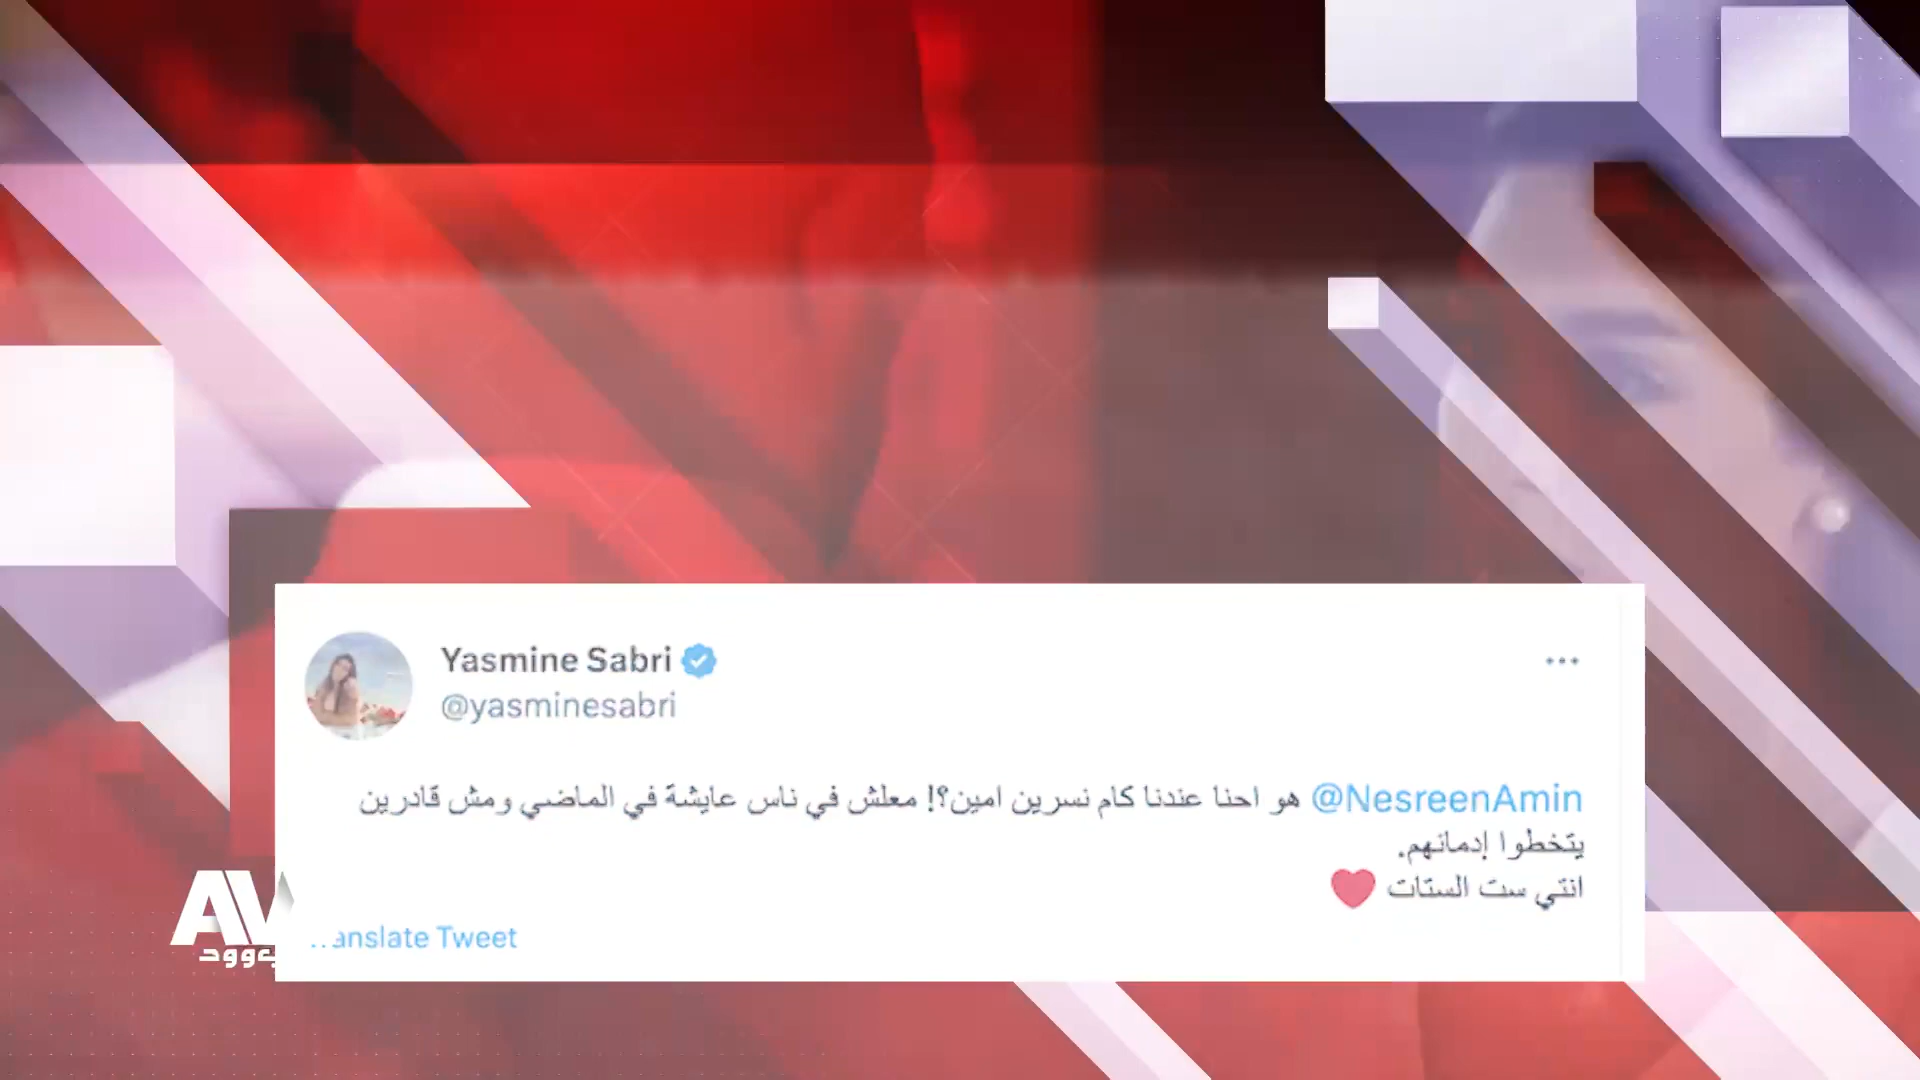 Yasmine Sabri
@yasminesabri
@NesreenAmin هو احنا عندنا كام نسرين امين؟! معلش في ناس عايشة في الماضي ومش قادرين
يتخطوا إدمانهم.
انتي ست الستات ❤️
anslate Tweet
AW